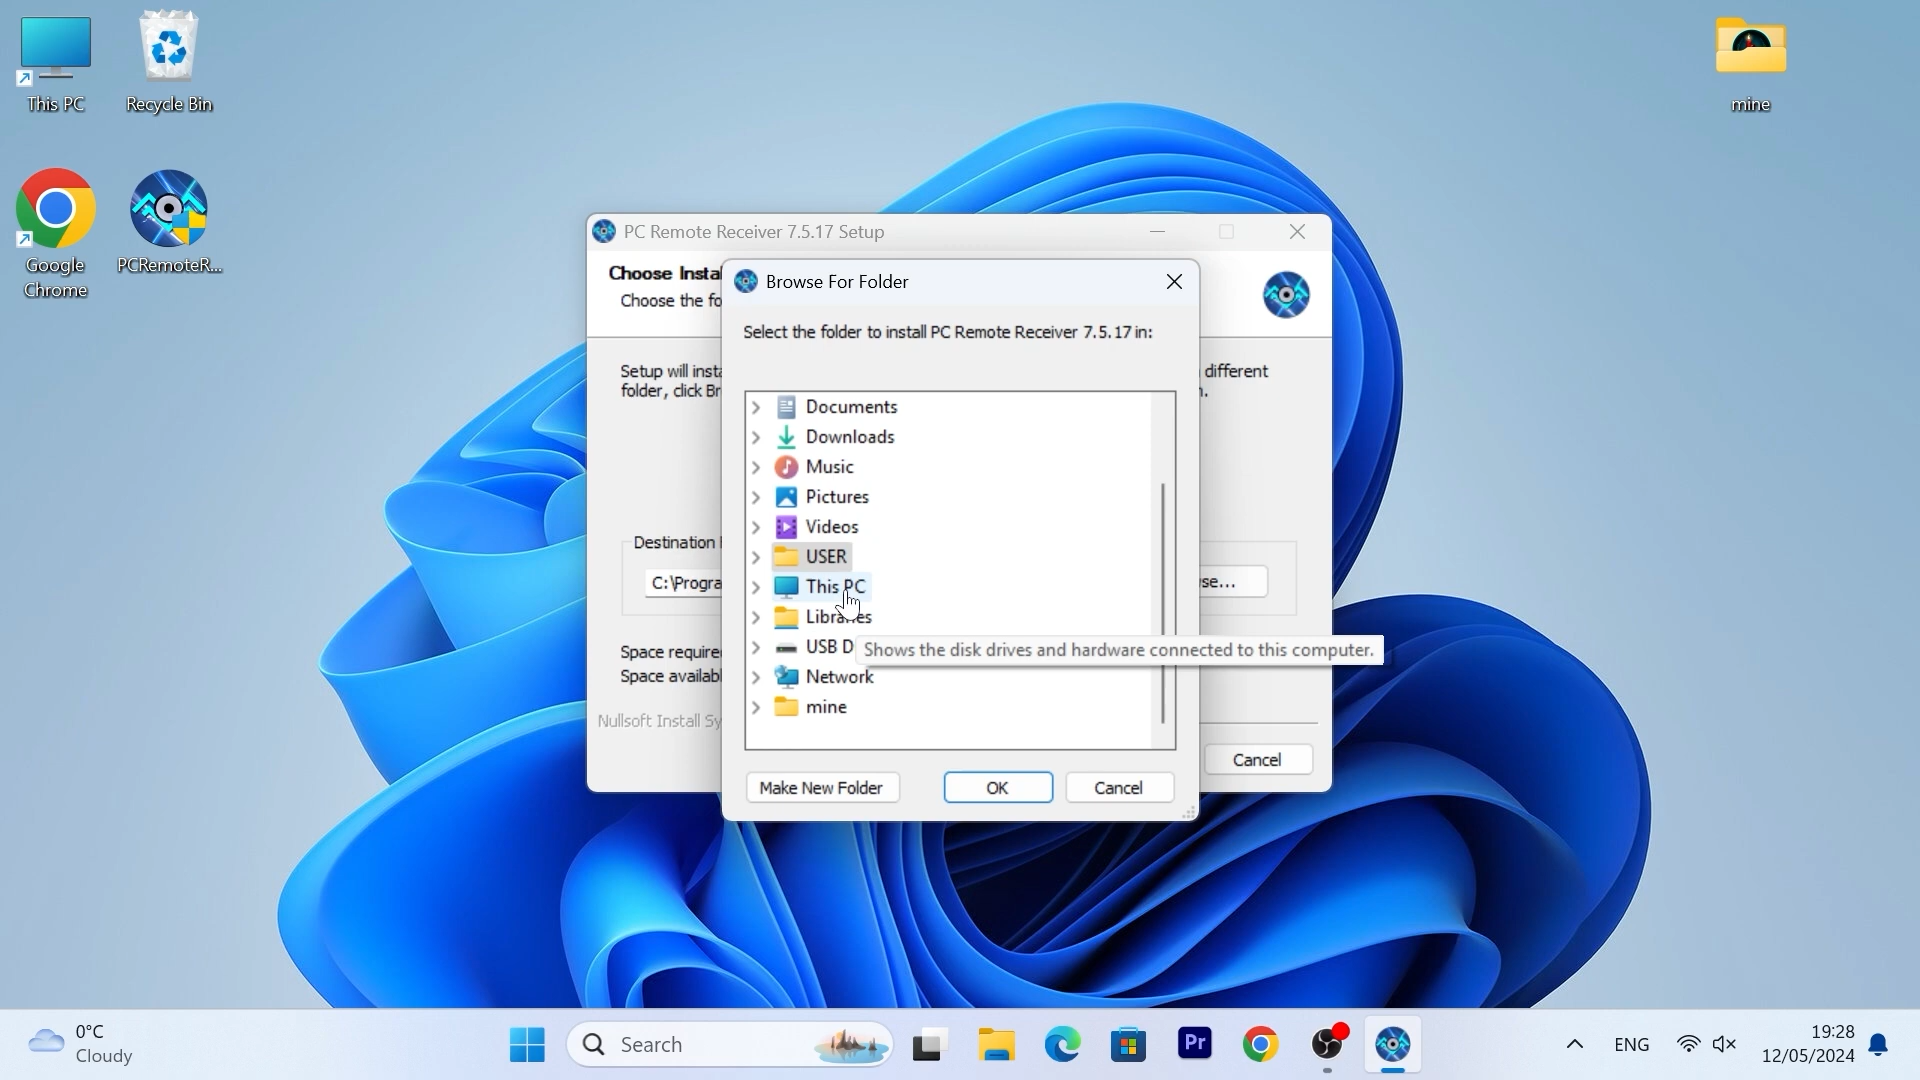 This PC
Recycle Bin
mine
Google
Chrome
PCRemoteR...
PC Remote Receiver 7.5.17 Setup
Choose Insta
Choose the fo
Setup will insta
different
folder, click Br
Destination
C:\Progra
se...
Space require
Space availabl
Nullsoft Install Sy
Cancel
Browse For Folder
Select the folder to install PC Remote Receiver 7.5.17 in:
Documents
Downloads
Music
Pictures
Videos
USER
This PC
Libraries
USB D
Shows the disk drives and hardware connected to this computer.
Network
mine
Make New Folder
OK
Cancel
0°C
Cloudy
Search
Pr
ENG
19:28
12/05/2024